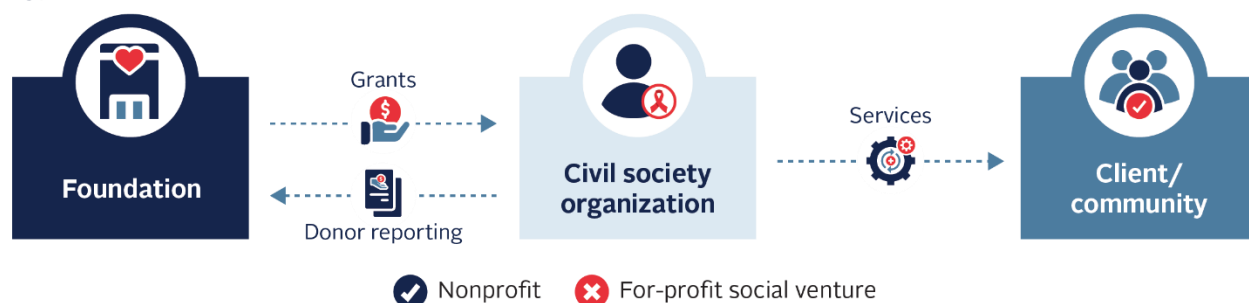 Foundation
Grants
$
Donor reporting
Civil society
organization
Services
Client/
community
Nonprofit
For-profit social venture